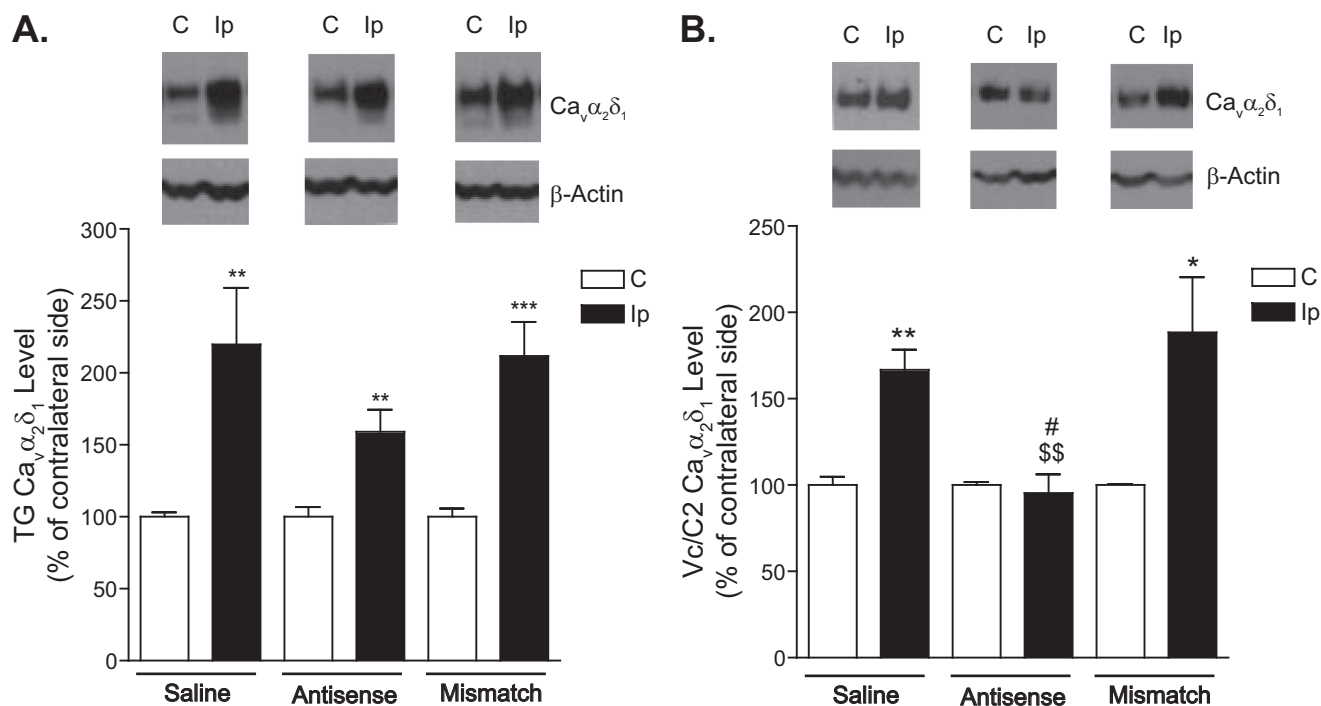 A.
C Ip C Ip C Ip
Caᵥα₂δ₁
β-Actin
TG Caᵥα₂δ₁ Level
(% of contralateral side)
300
250
200
150
100
50
0
**
**
***
C
Ip
Saline Antisense Mismatch
B.
C Ip C Ip C Ip
Caᵥα₂δ₁
β-Actin
Vc/C2 Caᵥα₂δ₁ Level
(% of contralateral side)
250
200
150
100
50
0
**
#
$$
*
C
Ip
Saline Antisense Mismatch